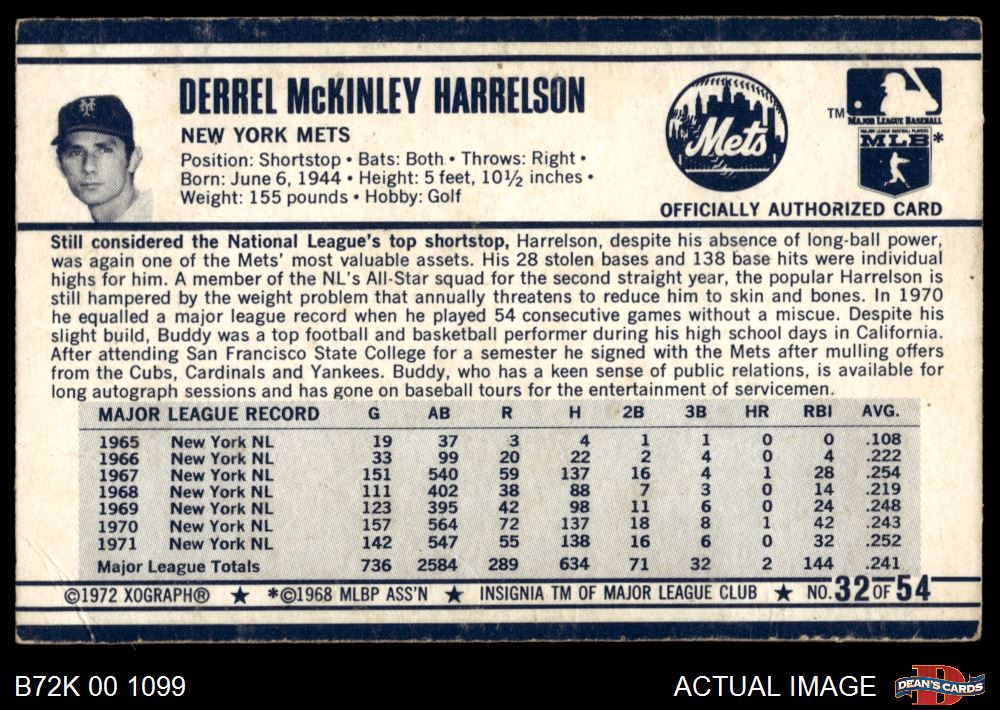 DERREL McKINLEY HARRELSON
NEW YORK METS
Position: Shortstop • Bats: Both • Throws: Right •
Born: June 6, 1944 • Height: 5 feet, 10½ inches •
Weight: 155 pounds • Hobby: Golf
Mets
TM
MAJOR LEAGUE BASEBALL
MAJOR LEAGUE BASEBALL PLAYERS
MLB*
OFFICIALLY AUTHORIZED CARD
Still considered the National League's top shortstop, Harrelson, despite his absence of long-ball power,
was again one of the Mets' most valuable assets. His 28 stolen bases and 138 base hits were individual
highs for him. A member of the NL's All-Star squad for the second straight year, the popular Harrelson is
still hampered by the weight problem that annually threatens to reduce him to skin and bones. In 1970
he equalled a major league record when he played 54 consecutive games without a miscue. Despite his
slight build, Buddy was a top football and basketball performer during his high school days in California.
After attending San Francisco State College for a semester he signed with the Mets after mulling offers
from the Cubs, Cardinals and Yankees. Buddy, who has a keen sense of public relations, is available for
long autograph sessions and has gone on baseball tours for the entertainment of servicemen.
MAJOR LEAGUE RECORD G AB R H 2B 3B HR RBI AVG.
1965 New York NL 19 37 3 4 1 1 0 0 .108
1966 New York NL 33 99 20 22 2 4 0 4 .222
1967 New York NL 151 540 59 137 16 4 1 28 .254
1968 New York NL 111 402 38 88 7 3 0 14 .219
1969 New York NL 123 395 42 98 11 6 0 24 .248
1970 New York NL 157 564 72 137 18 8 1 42 .243
1971 New York NL 142 547 55 138 16 6 0 32 .252
Major League Totals 736 2584 289 634 71 32 2 144 .241
©1972 XOGRAPH® ★ *©1968 MLBP ASS'N ★ INSIGNIA TM OF MAJOR LEAGUE CLUB ★ NO. 32 OF 54
B72K 00 1099
ACTUAL IMAGE
DEAN'S CARDS